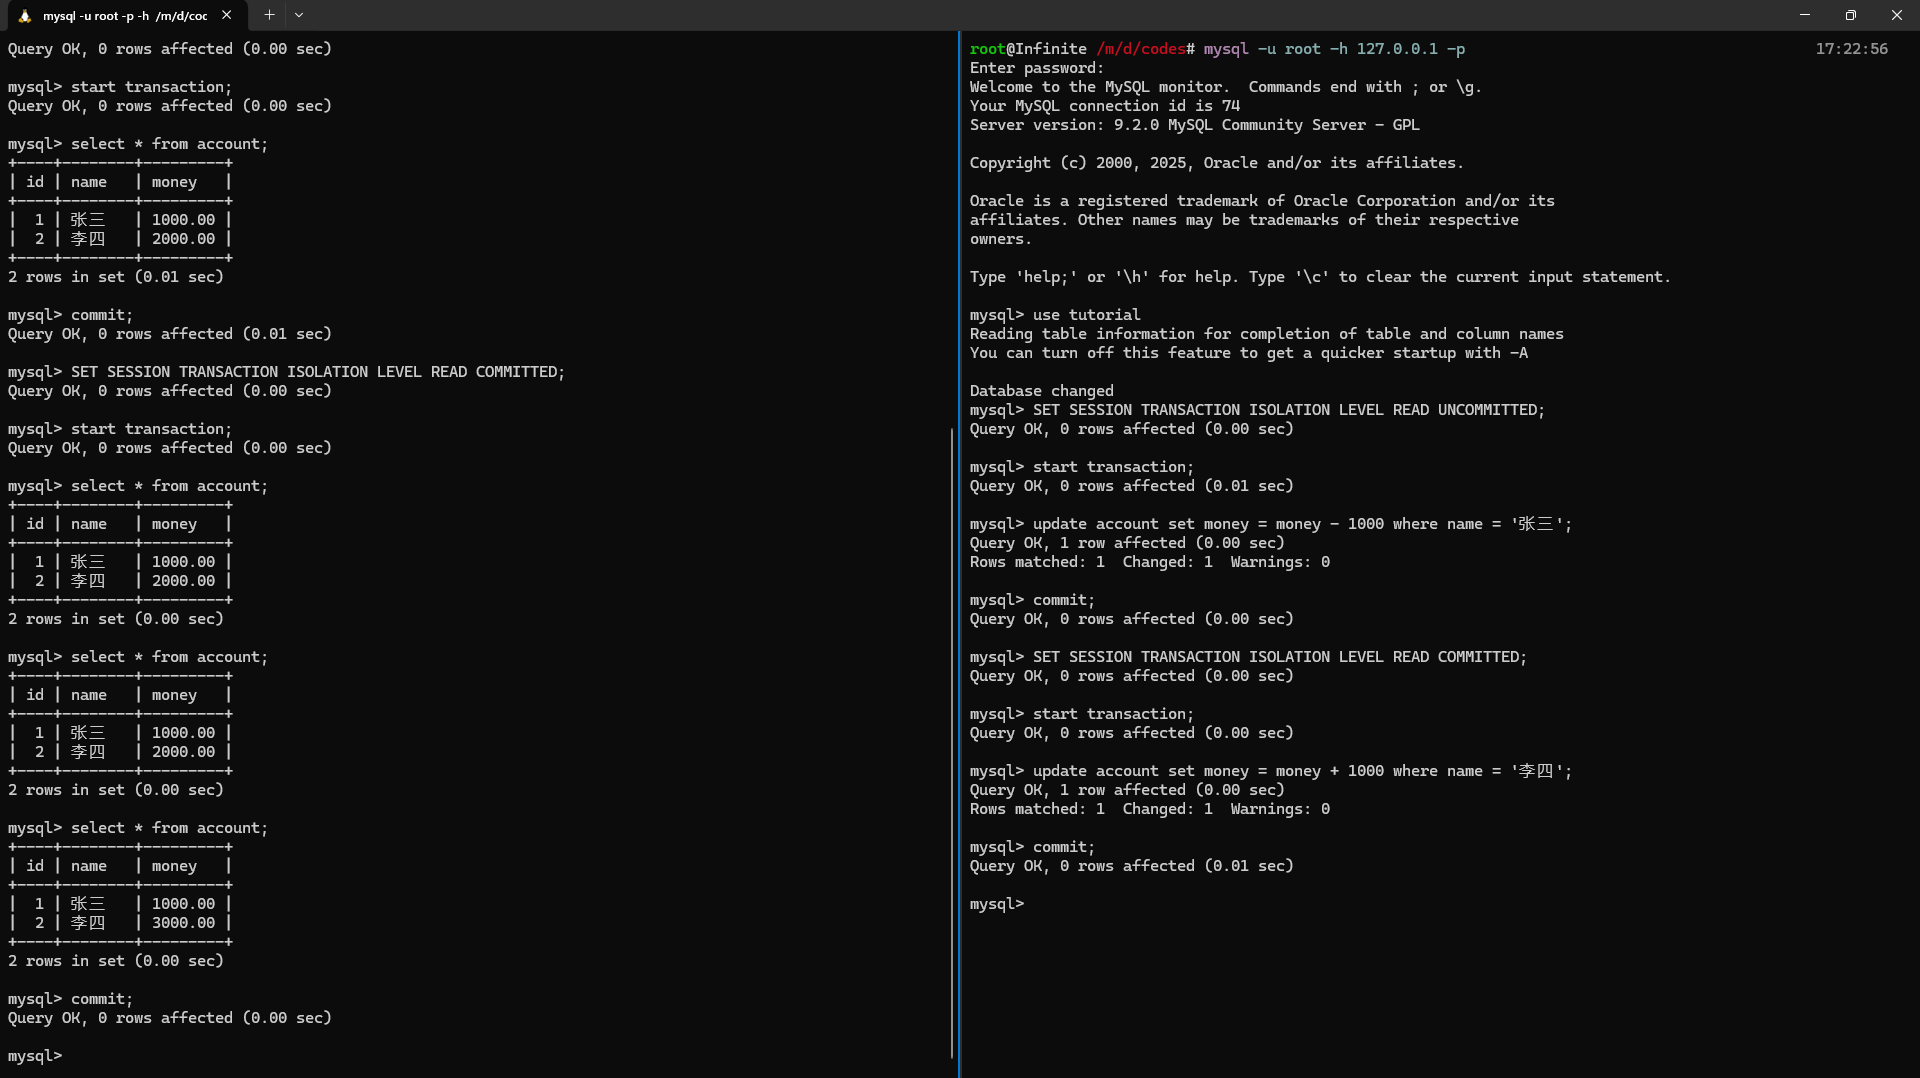 mysql -u root -p -h /m/d/coc
Query OK, 0 rows affected (0.00 sec)
mysql> start transaction;
Query OK, 0 rows affected (0.00 sec)
mysql> select * from account;
+----+--------+---------+
| id | name   | money   |
+----+--------+---------+
|  1 | 张三   | 1000.00 |
|  2 | 李四   | 2000.00 |
+----+--------+---------+
2 rows in set (0.01 sec)
mysql> commit;
Query OK, 0 rows affected (0.01 sec)
mysql> SET SESSION TRANSACTION ISOLATION LEVEL READ COMMITTED;
Query OK, 0 rows affected (0.00 sec)
mysql> start transaction;
Query OK, 0 rows affected (0.00 sec)
mysql> select * from account;
+----+--------+---------+
| id | name   | money   |
+----+--------+---------+
|  1 | 张三   | 1000.00 |
|  2 | 李四   | 2000.00 |
+----+--------+---------+
2 rows in set (0.00 sec)
mysql> select * from account;
+----+--------+---------+
| id | name   | money   |
+----+--------+---------+
|  1 | 张三   | 1000.00 |
|  2 | 李四   | 2000.00 |
+----+--------+---------+
2 rows in set (0.00 sec)
mysql> select * from account;
+----+--------+---------+
| id | name   | money   |
+----+--------+---------+
|  1 | 张三   | 1000.00 |
|  2 | 李四   | 3000.00 |
+----+--------+---------+
2 rows in set (0.00 sec)
mysql> commit;
Query OK, 0 rows affected (0.00 sec)
mysql>
root@Infinite /m/d/codes# mysql -u root -h 127.0.0.1 -p 17:22:56
Enter password:
Welcome to the MySQL monitor.  Commands end with ; or \g.
Your MySQL connection id is 74
Server version: 9.2.0 MySQL Community Server - GPL
Copyright (c) 2000, 2025, Oracle and/or its affiliates.
Oracle is a registered trademark of Oracle Corporation and/or its
affiliates. Other names may be trademarks of their respective
owners.
Type 'help;' or '\h' for help. Type '\c' to clear the current input statement.
mysql> use tutorial
Reading table information for completion of table and column names
You can turn off this feature to get a quicker startup with -A
Database changed
mysql> SET SESSION TRANSACTION ISOLATION LEVEL READ UNCOMMITTED;
Query OK, 0 rows affected (0.00 sec)
mysql> start transaction;
Query OK, 0 rows affected (0.01 sec)
mysql> update account set money = money - 1000 where name = '张三';
Query OK, 1 row affected (0.00 sec)
Rows matched: 1  Changed: 1  Warnings: 0
mysql> commit;
Query OK, 0 rows affected (0.00 sec)
mysql> SET SESSION TRANSACTION ISOLATION LEVEL READ COMMITTED;
Query OK, 0 rows affected (0.00 sec)
mysql> start transaction;
Query OK, 0 rows affected (0.00 sec)
mysql> update account set money = money + 1000 where name = '李四';
Query OK, 1 row affected (0.00 sec)
Rows matched: 1  Changed: 1  Warnings: 0
mysql> commit;
Query OK, 0 rows affected (0.01 sec)
mysql>